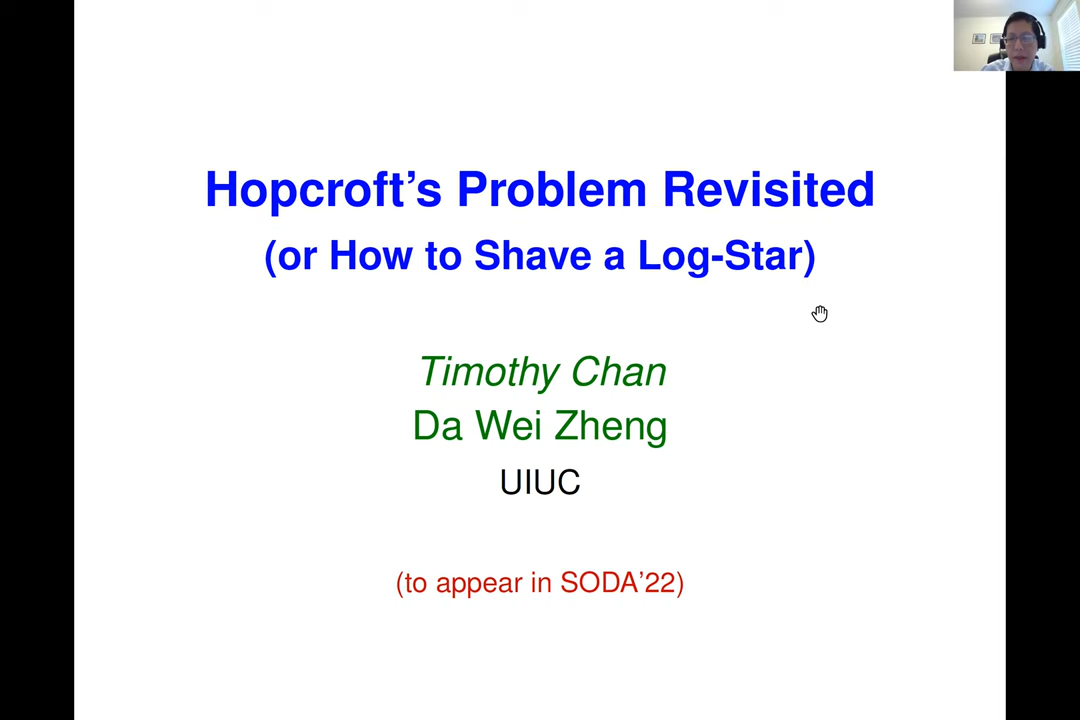 Hopcroft's Problem Revisited
(or How to Shave a Log-Star)
Timothy Chan
Da Wei Zheng
UIUC
(to appear in SODA'22)